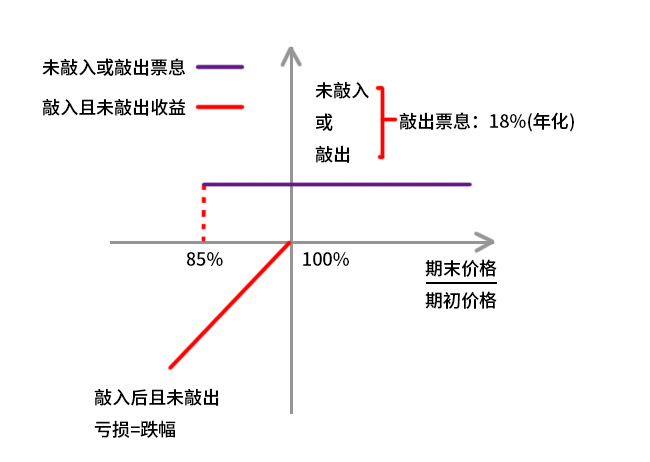 未敲入或敲出票息
敲入且未敲出收益
未敲入
或
敲出
敲出票息：18%(年化)
85%
100%
期末价格
期初价格
敲入后且未敲出
亏损=跌幅